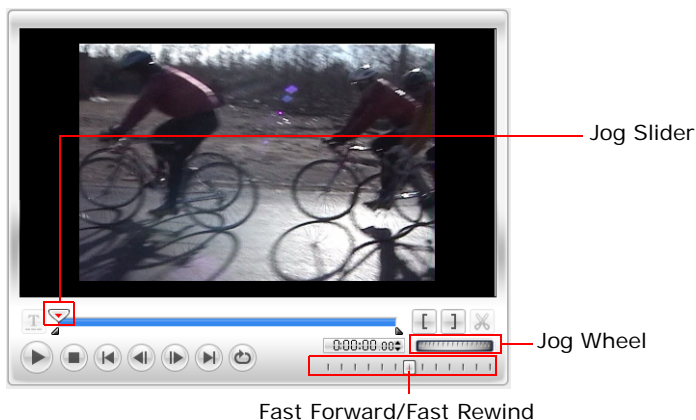 Jog Slider
T
[ ]
0:00:00.00
Jog Wheel
Fast Forward/Fast Rewind